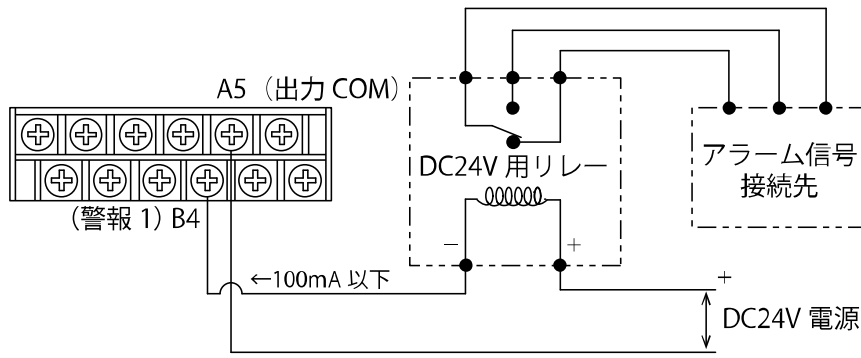 A5（出力 COM）
DC24V 用リレー
アラーム信号
接続先
（警報 1）B4
−
+
←100mA 以下
+
DC24V 電源